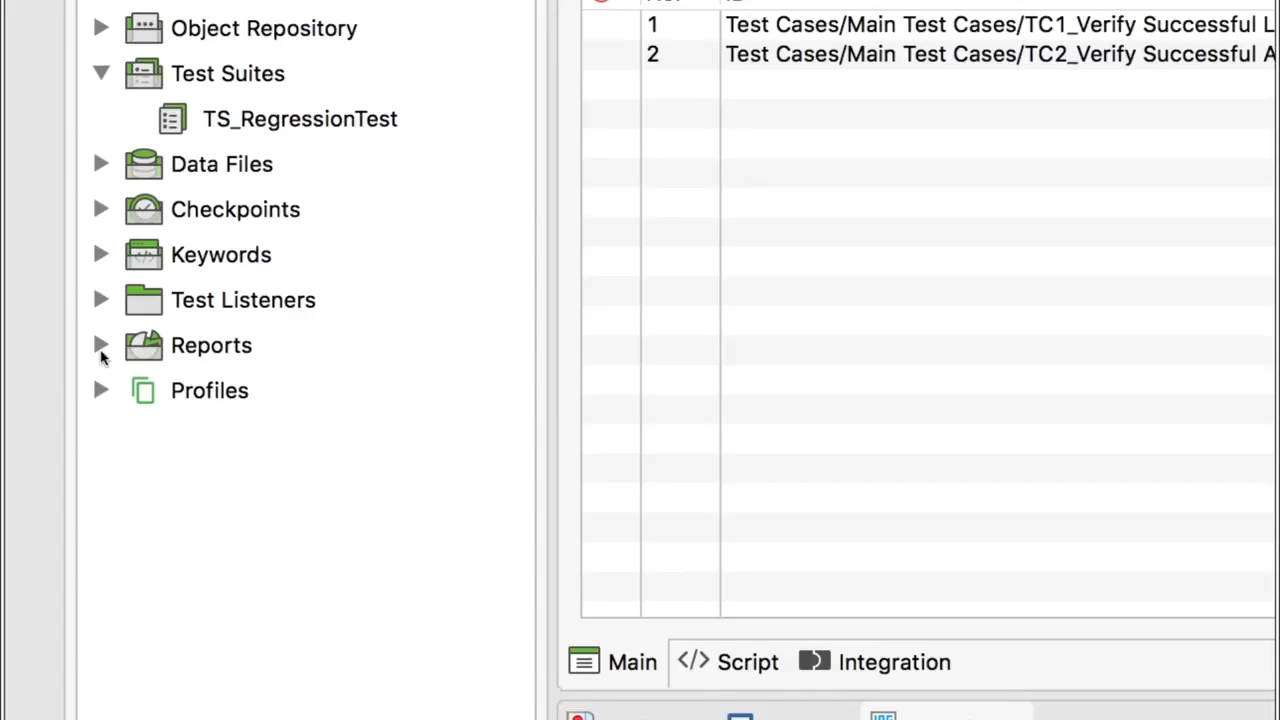 Object Repository
Test Suites
TS_RegressionTest
Data Files
Checkpoints
Keywords
Test Listeners
Reports
Profiles
1 Test Cases/Main Test Cases/TC1_Verify Successful L
2 Test Cases/Main Test Cases/TC2_Verify Successful A
Main Script Integration